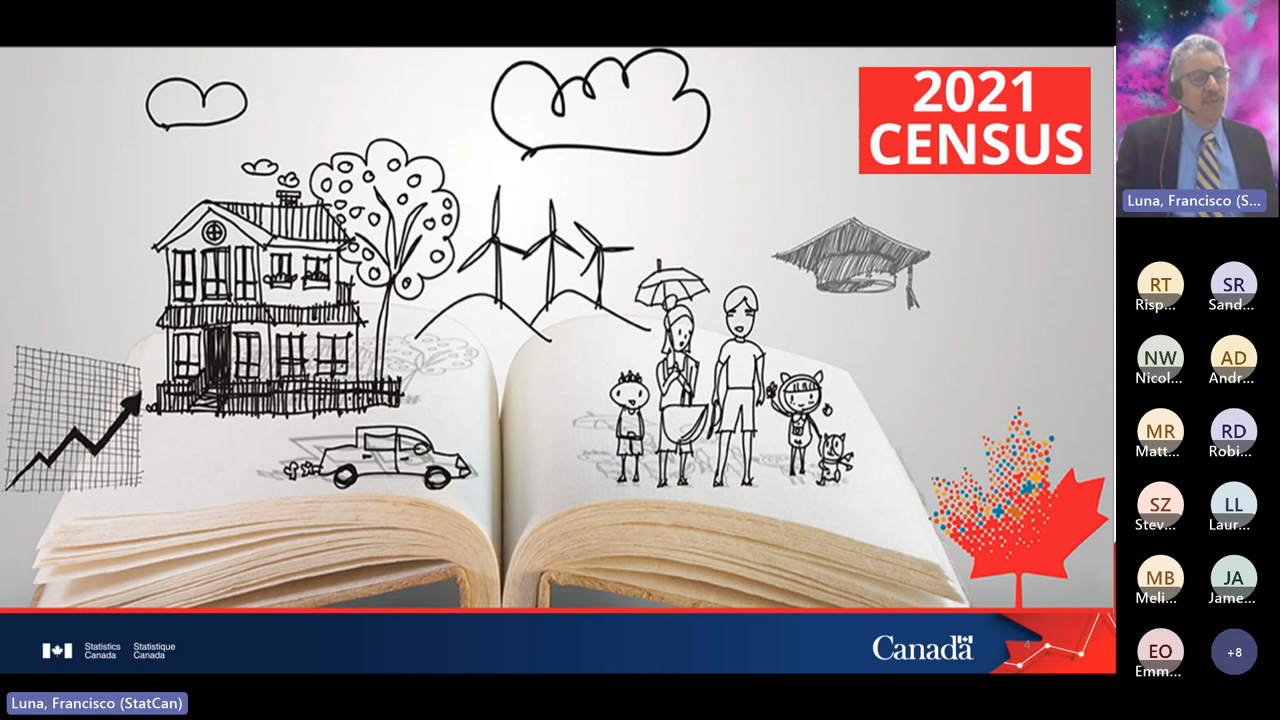 2021
CENSUS
Luna, Francisco (S...
RT
Risp...
SR
Sand...
NW
Nicol...
AD
Andr...
MR
Matt...
RD
Robi...
SZ
Stev...
LL
Laur...
MB
Meli...
JA
Jame...
EO
Emm...
+8
Statistics
Canada
Statistique
Canada
Canada
4
Luna, Francisco (StatCan)